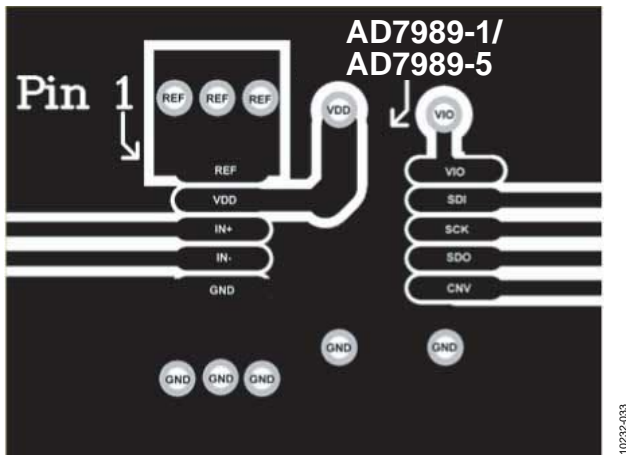 AD7989-1/
AD7989-5
Pin 1
REF REF REF
VDD
VIO
REF
VIO
VDD
SDI
IN+
SCK
IN-
SDO
GND
CNV
GND
GND
GND GND GND
10232-033